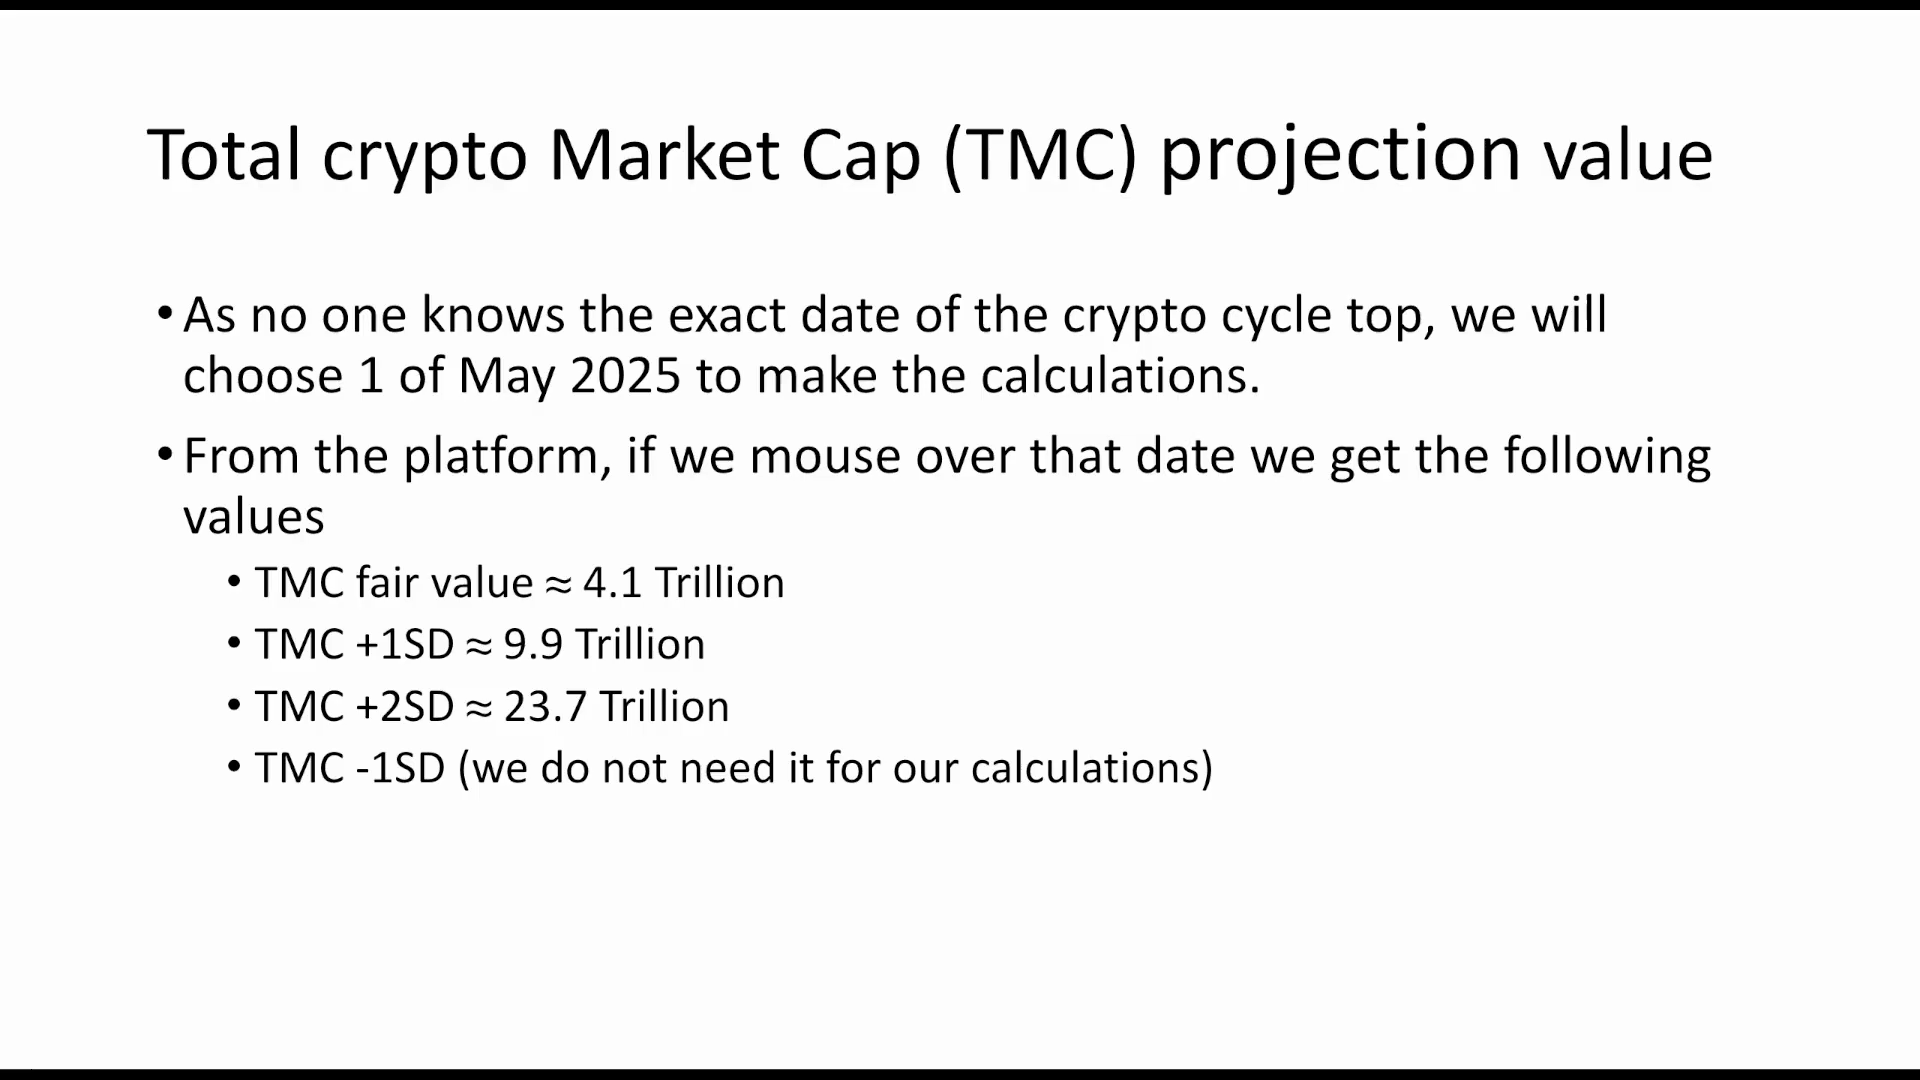 Total crypto Market Cap (TMC) projection value
• As no one knows the exact date of the crypto cycle top, we will
choose 1 of May 2025 to make the calculations.
• From the platform, if we mouse over that date we get the following
values
• TMC fair value ≈ 4.1 Trillion
• TMC +1SD ≈ 9.9 Trillion
• TMC +2SD ≈ 23.7 Trillion
• TMC -1SD (we do not need it for our calculations)